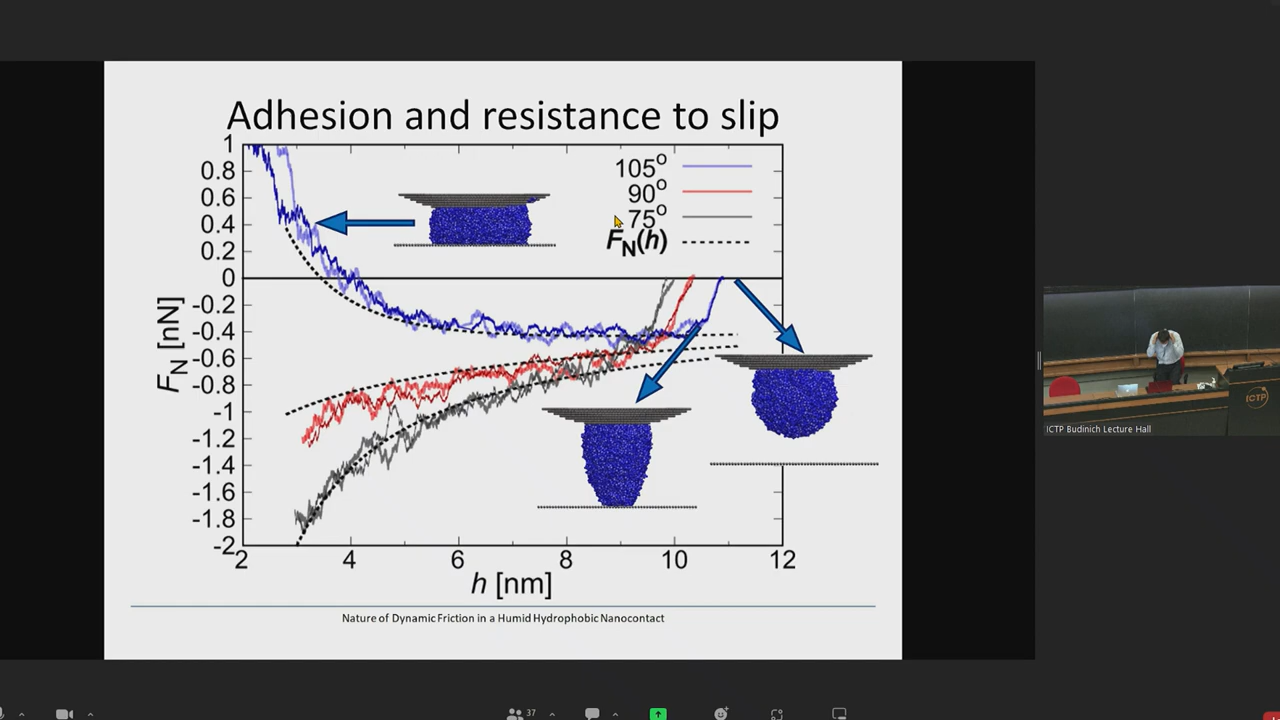 Adhesion and resistance to slip
1
0.8
0.6
0.4
0.2
0
-0.2
-0.4
-0.6
-0.8
-1
-1.2
-1.4
-1.6
-1.8
-2
F_N [nN]
105°
90°
75°
F_N(h)
2 4 6 8 10 12
h [nm]
Nature of Dynamic Friction in a Humid Hydrophobic Nanocontact
ICTP
ICTP Budinich Lecture Hall
37